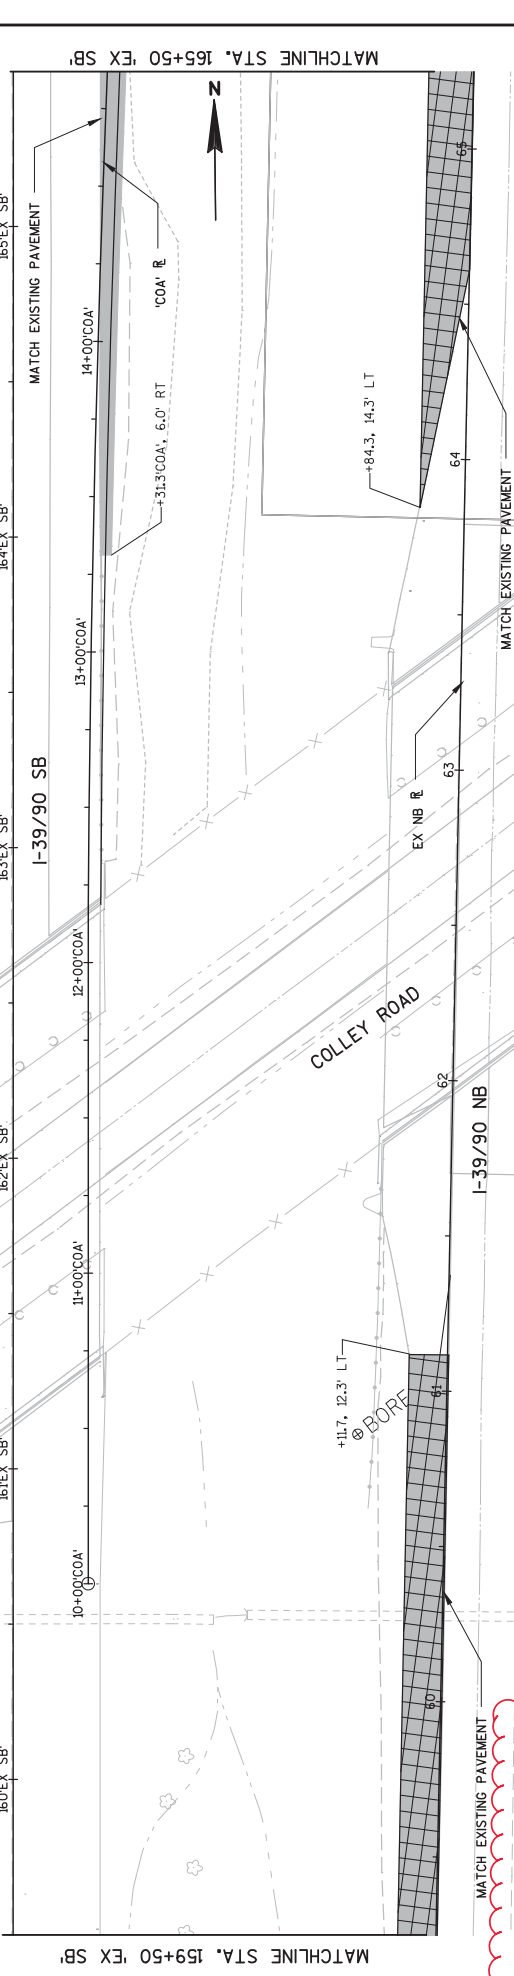 MATCHLINE STA. 165+50 'EX SB'
N
165'EX SB'
MATCH EXISTING PAVEMENT
'COA' R
14+00'COA'
+31.3'COA', 6.0' RT
+84.3, 14.3' LT
65
64
MATCH EXISTING PAVEMENT
164'EX SB'
13+00'COA'
I-39/90 SB
163'EX SB'
63
EX NB R
12+00'COA'
COLLEY ROAD
62
I-39/90 NB
162'EX SB'
11+00'COA'
+11.7, 12.3' LT
BORE
61
161'EX SB'
10+00'COA'
60
MATCH EXISTING PAVEMENT
160'EX SB'
MATCHLINE STA. 159+50 'EX SB'